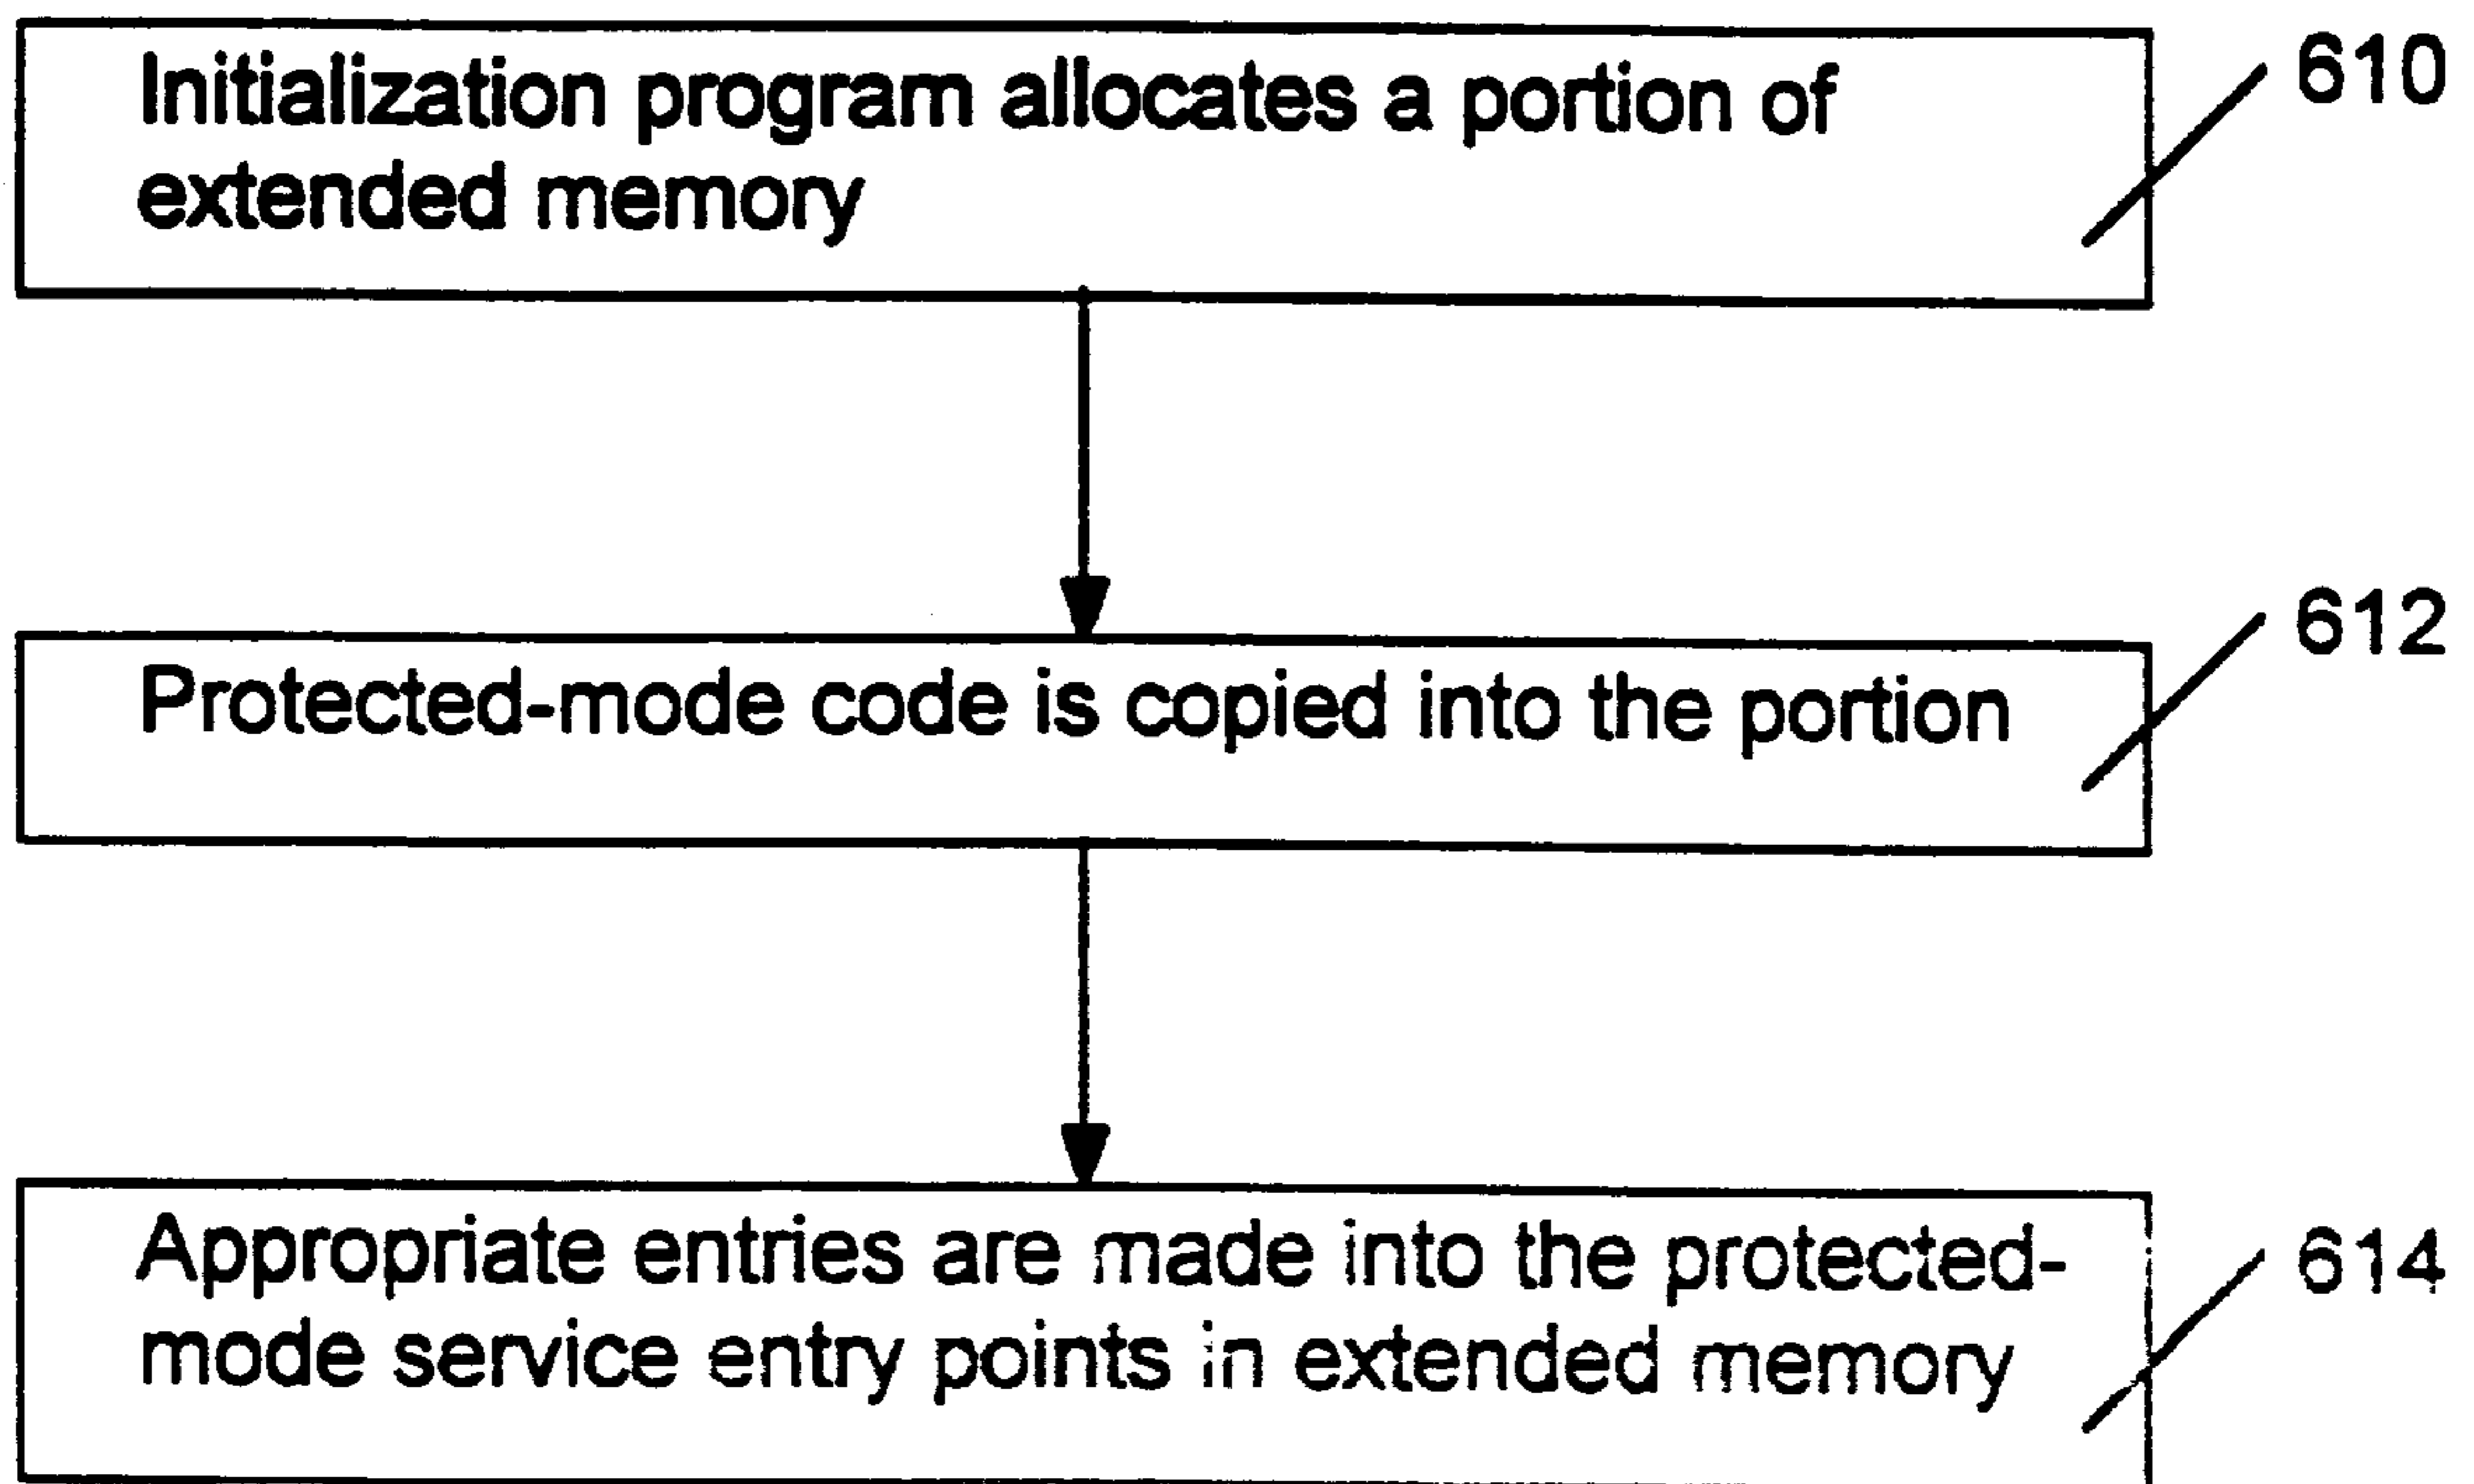 Initialization program allocates a portion of
extended memory
610
Protected-mode code is copied into the portion
612
Appropriate entries are made into the protected-
mode service entry points in extended memory
614